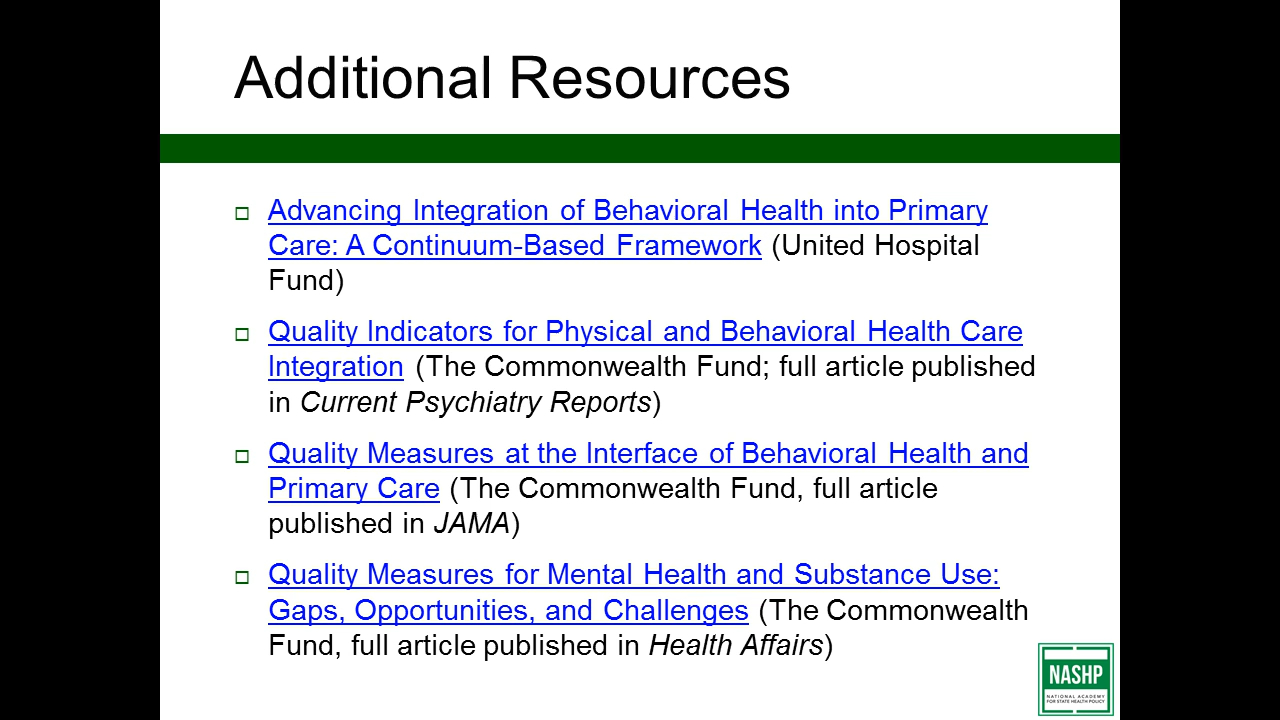 Additional Resources
Advancing Integration of Behavioral Health into Primary
Care: A Continuum-Based Framework (United Hospital
Fund)
Quality Indicators for Physical and Behavioral Health Care
Integration (The Commonwealth Fund; full article published
in Current Psychiatry Reports)
Quality Measures at the Interface of Behavioral Health and
Primary Care (The Commonwealth Fund, full article
published in JAMA)
Quality Measures for Mental Health and Substance Use:
Gaps, Opportunities, and Challenges (The Commonwealth
Fund, full article published in Health Affairs)
NASHP
NATIONAL ACADEMY
FOR STATE HEALTH POLICY